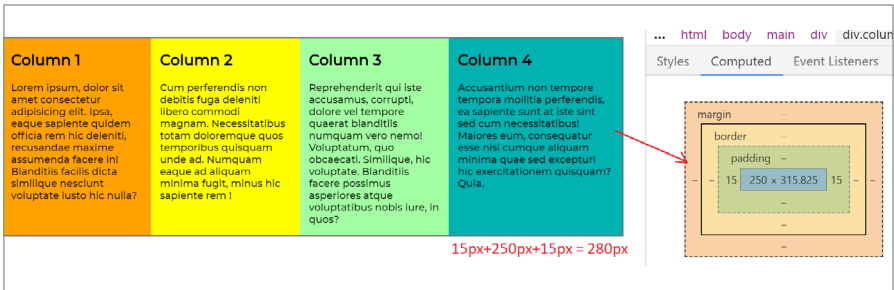 ... html body main div div.colum
Styles Computed Event Listeners
Column 1
Lorem ipsum, dolor sit
amet consectetur
adipisicing elit. Ipsa,
eaque sapiente quidem
officia rem hic deleniti,
recusandae maxime
assumenda facere in!
Blanditiis facilis dicta
similique nesciunt
voluptate iusto hic nulla?
Column 2
Cum perferendis non
debitis fuga deleniti
libero commodi
magnam. Necessitatibus
totam doloremque quos
temporibus quisquam
unde ad. Numquam
eaque ad aliquam
minima fugit, minus hic
sapiente rem !
Column 3
Reprehenderit qui iste
accusamus, corrupti,
dolore vel tempore
quaerat blanditiis
numquam vero nemo!
Voluptatum, quo
obcaecati. Similique, hic
voluptate. Blanditiis
facere possimus
asperiores atque
voluptatibus nobis iure, in
quos?
Column 4
Accusantium non tempore
tempora mollitia perferendis,
ea sapiente sunt at iste sint
sed cum necessitatibus!
Maiores eum, consequatur
esse nisi cumque aliquam
minima quae sed excepturi
hic exercitationem quisquam?
Quia.
15px+250px+15px = 280px
margin –
border –
padding –
– – 15 250 × 315.825 15 – –
–
–
–